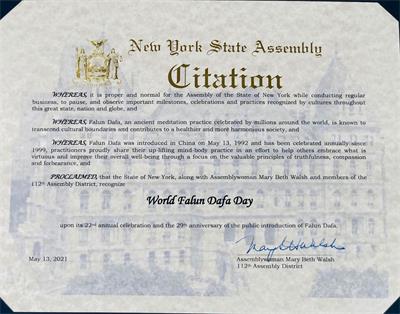 New York State Assembly
Citation
WHEREAS, it is proper and normal for the Assembly of the State of New York while conducting regular
business, to pause, and observe important milestones, celebrations and practices recognized by cultures throughout
this great state, nation and globe, and
WHEREAS, Falun Dafa, an ancient meditation practice celebrated by millions around the world, is known to
transcend cultural boundaries and contributes to a healthier and more harmonious society, and
WHEREAS, Falun Dafa was introduced in China on May 13, 1992 and has been celebrated annually since
1999, practitioners proudly share their up-lifting mind-body practice in an effort to help others embrace what is
virtuous and improve their overall well-being through a focus on the valuable principles of truthfulness, compassion
and forbearance, and
PROCLAIMED, that the State of New York, along with Assemblywoman Mary Beth Walsh and members of the
112th Assembly District, recognize
World Falun Dafa Day
upon its 22nd annual celebration and the 29th anniversary of the public introduction of Falun Dafa.
Mary Beth Walsh
May 13, 2021
Assemblywoman Mary Beth Walsh
112th Assembly District